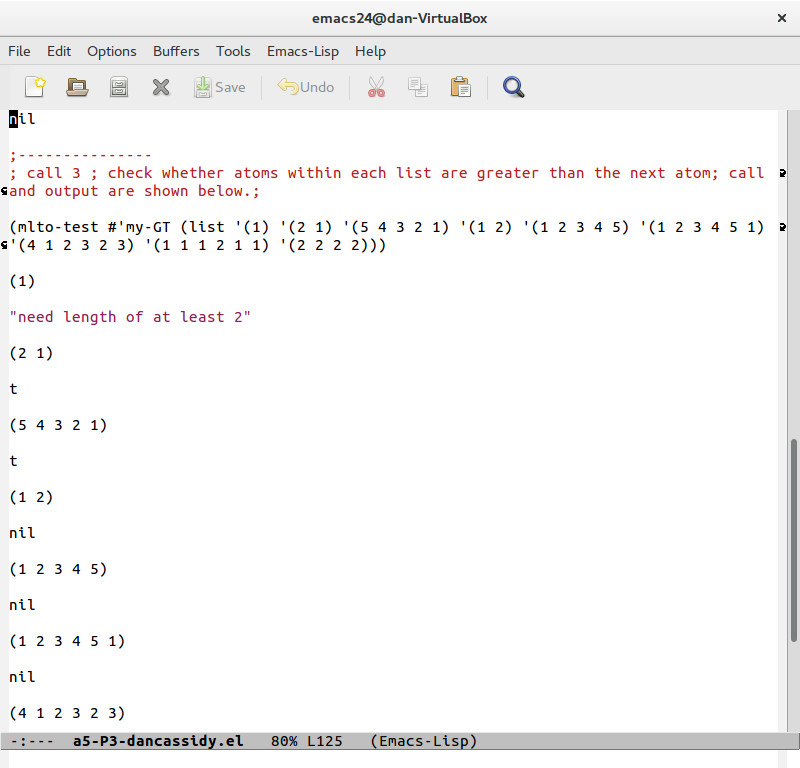 emacs24@dan-VirtualBox
File Edit Options Buffers Tools Emacs-Lisp Help
Save Undo
nil
;---------------
; call 3 ; check whether atoms within each list are greater than the next atom; call
and output are shown below.;
(mlto-test #'my-GT (list '(1) '(2 1) '(5 4 3 2 1) '(1 2) '(1 2 3 4 5) '(1 2 3 4 5 1)
'(4 1 2 3 2 3) '(1 1 1 2 1 1) '(2 2 2 2)))
(1)
"need length of at least 2"
(2 1)
t
(5 4 3 2 1)
t
(1 2)
nil
(1 2 3 4 5)
nil
(1 2 3 4 5 1)
nil
(4 1 2 3 2 3)
-:--- a5-P3-dancassidy.el 80% L125 (Emacs-Lisp)